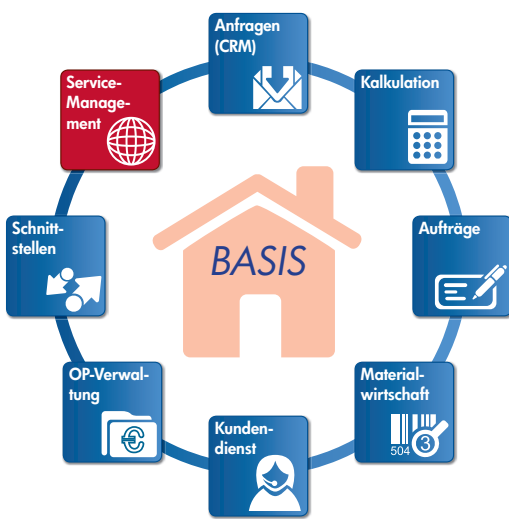 Anfragen
(CRM)
Kalkulation
Aufträge
Material-
wirtschaft
504
3
Kunden-
dienst
OP-Verwal-
tung
€
Schnitt-
stellen
Service-
Manage-
ment
BASIS